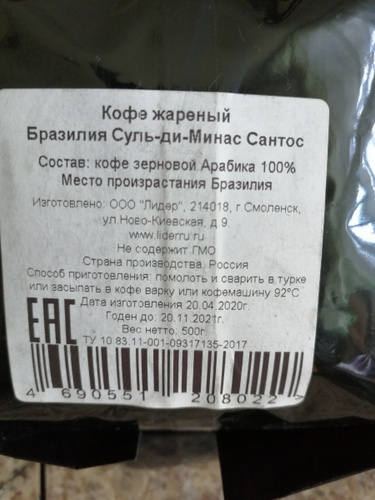 Кофе жареный
Бразилия Суль-ди-Минас Сантос
Состав: кофе зерновой Арабика 100%
Место произрастания Бразилия
Изготовлено: ООО "Лидер", 214018, г.Смоленск,
ул.Ново-Киевская, д.9.
www.liderru.ru
Не содержит ГМО
Страна производства: Россия
Способ приготовления: помолоть и сварить в турке
или засыпать в кофе варку или кофемашину 92°C
Дата изготовления 20.04.2020г.
Годен до: 20.11.2021г.
Вес нетто: 500г.
ТУ 10.83.11-001-09317135-2017
EAC
4 690551 208022 >